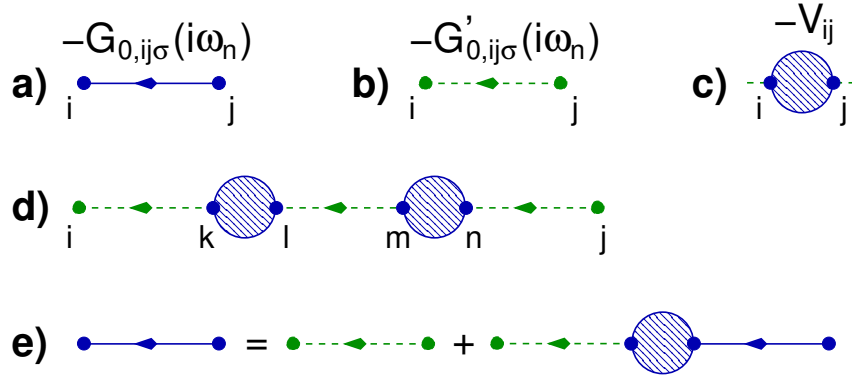 a) −G0,ijσ(iωn) i j
b) −G'0,ijσ(iωn) i j
c) −Vij i j
d) i k l m n j
e) = +